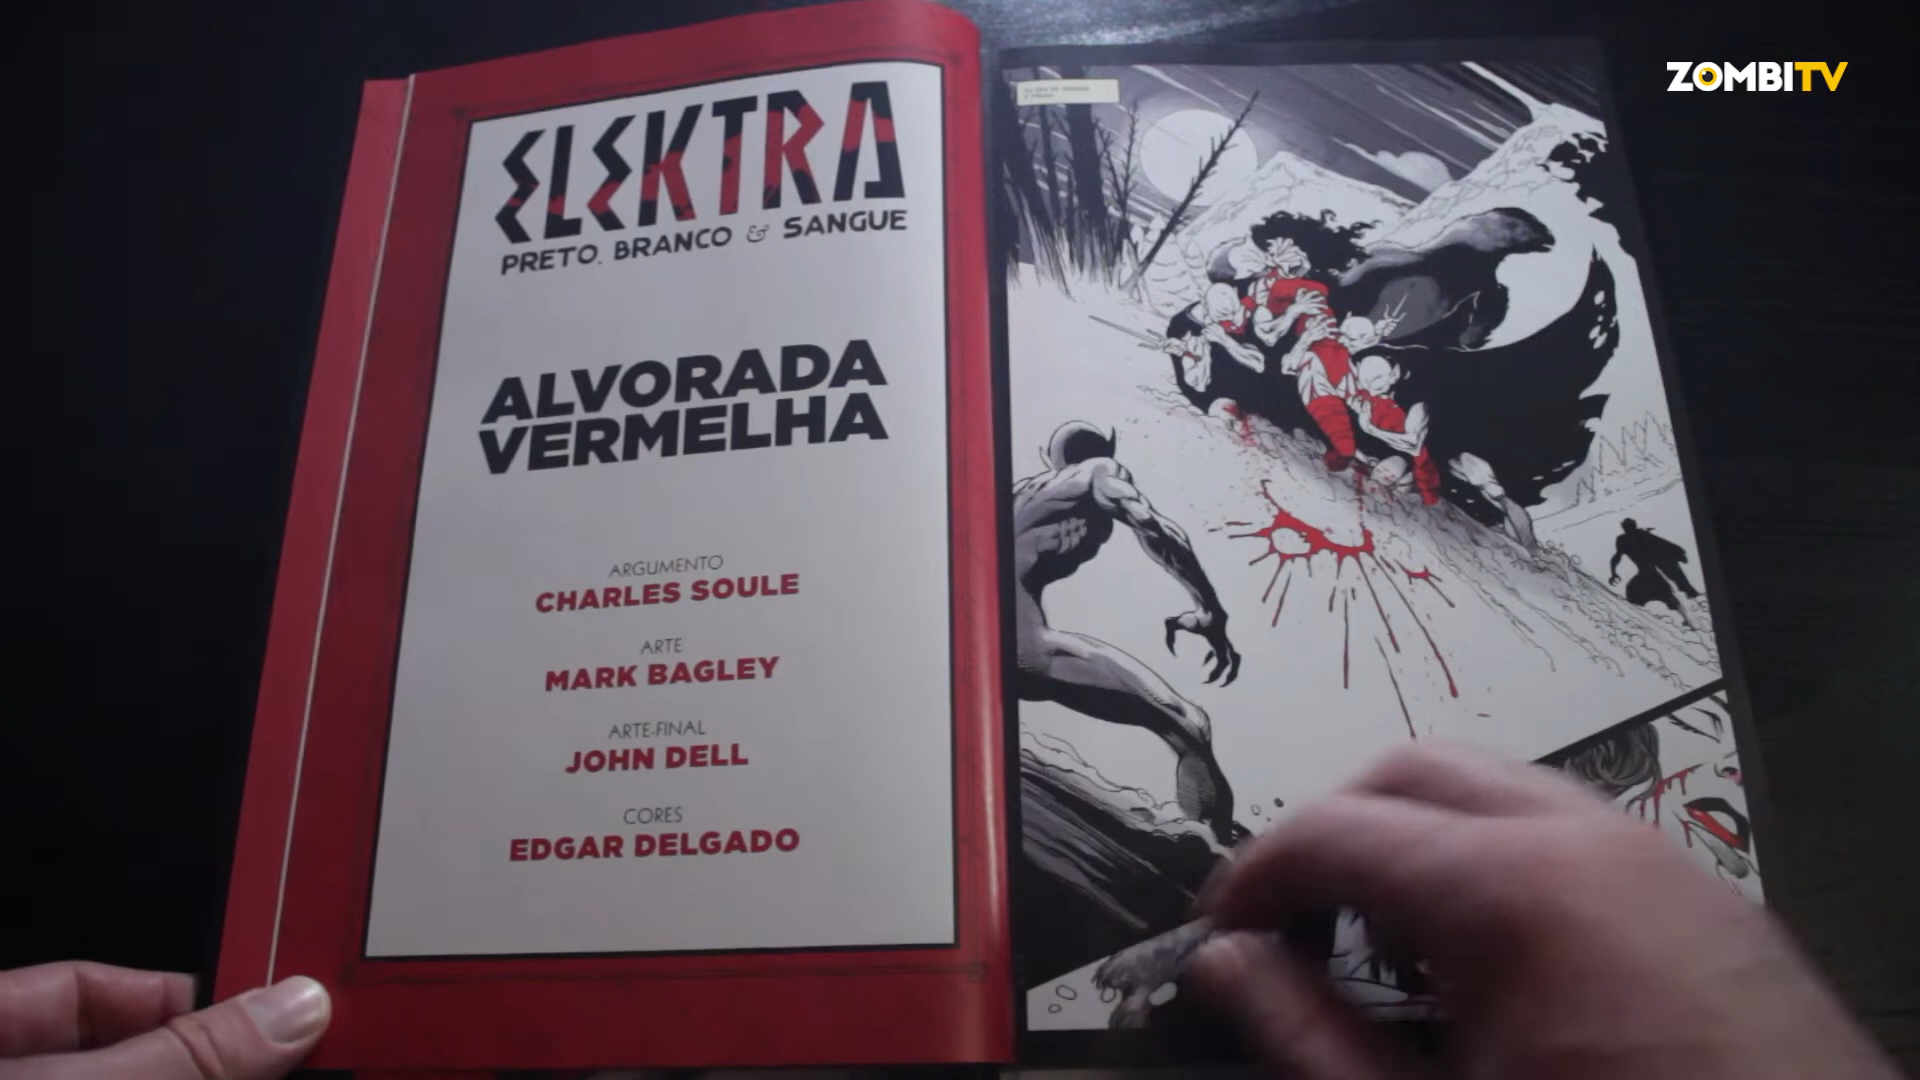 ZOMBITV
ELEKTRA
PRETO, BRANCO & SANGUE
ALVORADA
VERMELHA
ARGUMENTO
CHARLES SOULE
ARTE
MARK BAGLEY
ARTE-FINAL
JOHN DELL
CORES
EDGAR DELGADO